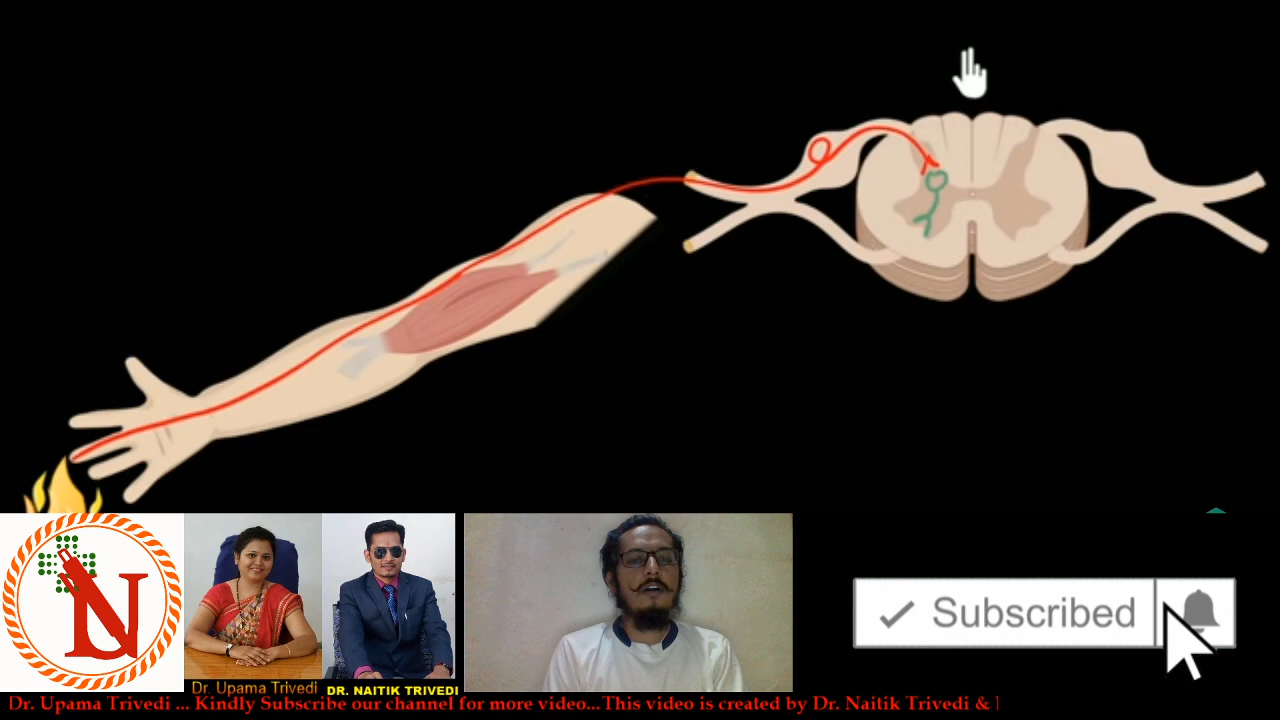 N
Subscribed
Dr. Upama Trivedi
DR. NAITIK TRIVEDI
Dr. Upama Trivedi ... Kindly Subscribe our channel for more video... This video is created by Dr. Naitik Trivedi &